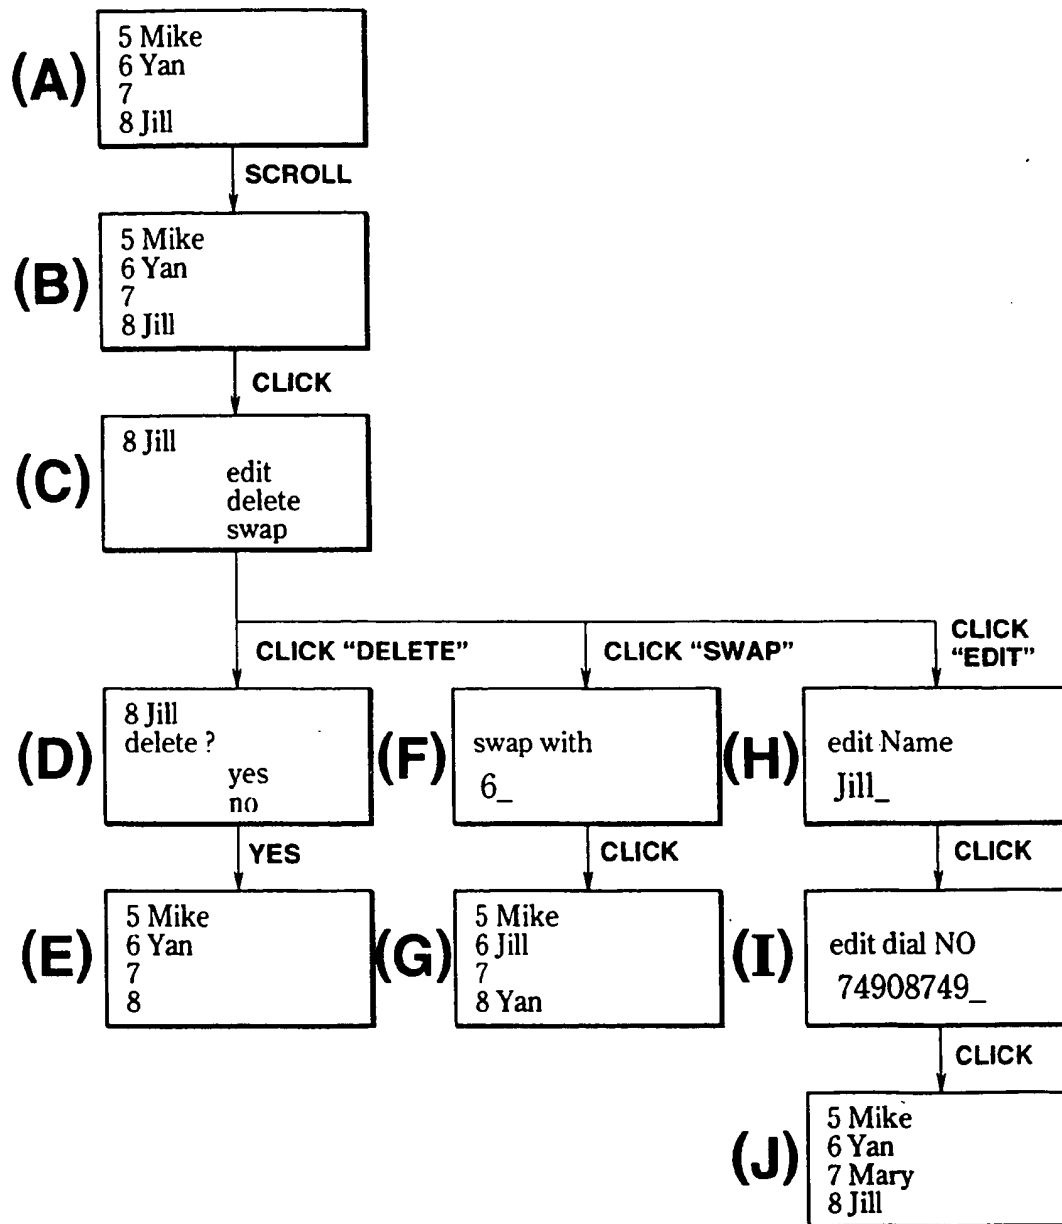 (A)
5 Mike
6 Yan
7
8 Jill
SCROLL
(B)
5 Mike
6 Yan
7
8 Jill
CLICK
(C)
8 Jill
edit
delete
swap
CLICK "DELETE"
CLICK "SWAP"
CLICK
"EDIT"
(D)
8 Jill
delete ?
yes
no
(F)
swap with
6_
(H)
edit Name
Jill_
YES
CLICK
CLICK
(E)
5 Mike
6 Yan
7
8
(G)
5 Mike
6 Jill
7
8 Yan
(I)
edit dial NO
74908749_
CLICK
(J)
5 Mike
6 Yan
7 Mary
8 Jill